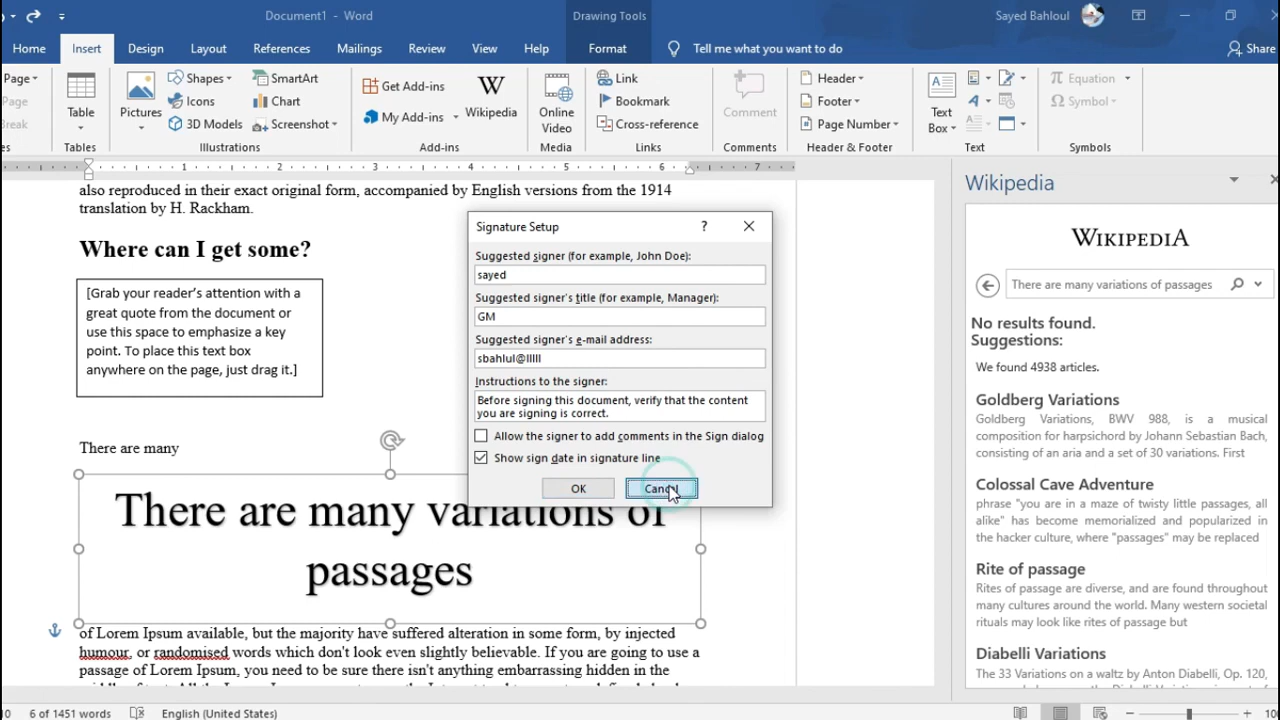 Document1 - Word
Drawing Tools
Sayed Bahloul
Home
Insert
Design
Layout
References
Mailings
Review
View
Help
Format
Tell me what you want to do
Share
Page
Page
Break
Table
Tables
Pictures
Shapes
Icons
3D Models
SmartArt
Chart
Screenshot
Illustrations
Get Add-ins
My Add-ins
Wikipedia
Add-ins
Online
Video
Media
Link
Bookmark
Cross-reference
Links
Comment
Comments
Header
Footer
Page Number
Header & Footer
Text
Box
Text
Equation
Symbol
Symbols
1 2 3 4 5 6 7
also reproduced in their exact original form, accompanied by English versions from the 1914
translation by H. Rackham.
Where can I get some?
[Grab your reader's attention with a
great quote from the document or
use this space to emphasize a key
point. To place this text box
anywhere on the page, just drag it.]
There are many
There are many variations of
passages
of Lorem Ipsum available, but the majority have suffered alteration in some form, by injected
humour, or randomised words which don't look even slightly believable. If you are going to use a
passage of Lorem Ipsum, you need to be sure there isn't anything embarrassing hidden in the
Signature Setup
?
Suggested signer (for example, John Doe):
sayed
Suggested signer's title (for example, Manager):
GM
Suggested signer's e-mail address:
sbahlul@lllll
Instructions to the signer:
Before signing this document, verify that the content
you are signing is correct.
Allow the signer to add comments in the Sign dialog
Show sign date in signature line
OK
Cancel
Wikipedia
WIKIPEDIA
There are many variations of passages
No results found.
Suggestions:
We found 4938 articles.
Goldberg Variations
Goldberg Variations, BWV 988, is a musical
composition for harpsichord by Johann Sebastian Bach,
consisting of an aria and a set of 30 variations. First
Colossal Cave Adventure
phrase "you are in a maze of twisty little passages, all
alike" has become memorialized and popularized in
the hacker culture, where "passages" may be replaced
Rite of passage
Rites of passage are diverse, and are found throughout
many cultures around the world. Many western societal
rituals may look like rites of passage but
Diabelli Variations
The 33 Variations on a waltz by Anton Diabelli, Op. 120,
10
6 of 1451 words
English (United States)